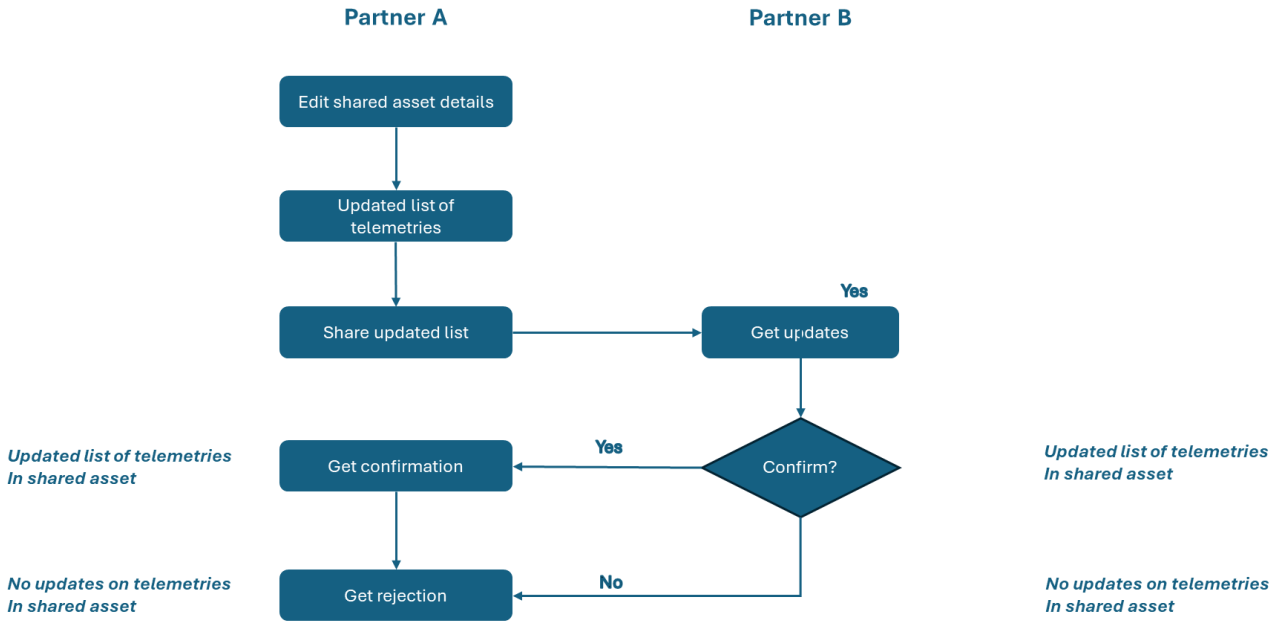 Partner A
Partner B
Edit shared asset details
Updated list of
telemetries
Yes
Share updated list
Get updates
Yes
Updated list of telemetries
In shared asset
Get confirmation
Confirm?
Updated list of telemetries
In shared asset
No
No updates on telemetries
In shared asset
Get rejection
No updates on telemetries
In shared asset